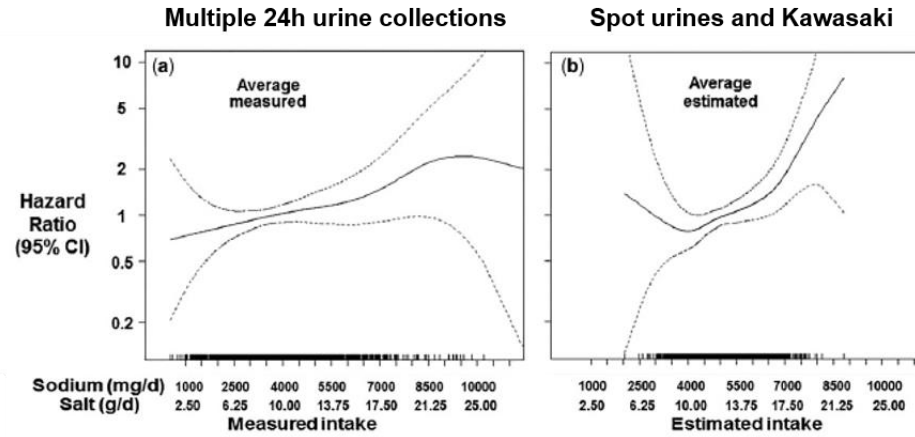 Multiple 24h urine collections
Spot urines and Kawasaki
(a)
Average
measured
(b)
Average
estimated
Hazard
Ratio
(95% CI)
10
5
2
1
0.5
0.2
Sodium (mg/d) 1000 2500 4000 5500 7000 8500 10000
Salt (g/d) 2.50 6.25 10.00 13.75 17.50 21.25 25.00
Measured intake
1000 2500 4000 5500 7000 8500 10000
2.50 6.25 10.00 13.75 17.50 21.25 25.00
Estimated intake